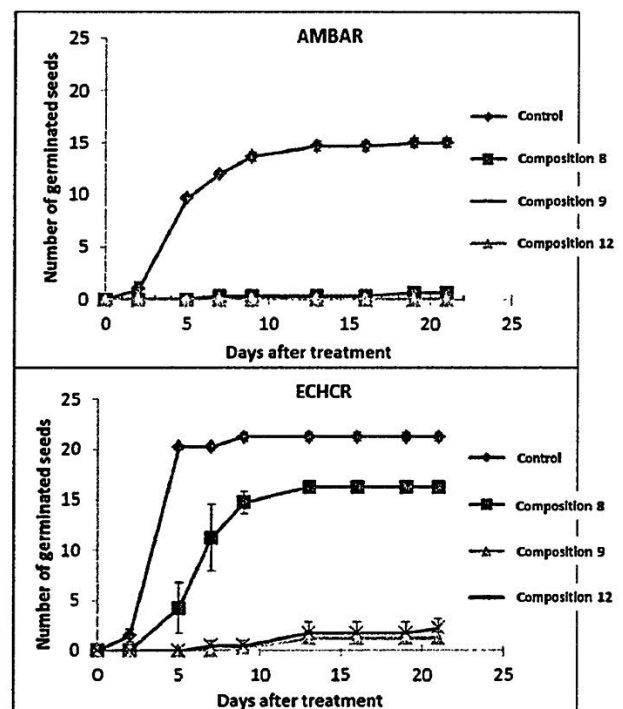 AMBAR
Number of germinated seeds
25
20
15
10
5
0
0 5 10 15 20 25
Days after treatment
Control
Composition 8
Composition 9
Composition 12
ECHCR
Number of germinated seeds
25
20
15
10
5
0
0 5 10 15 20 25
Days after treatment
Control
Composition 8
Composition 9
Composition 12